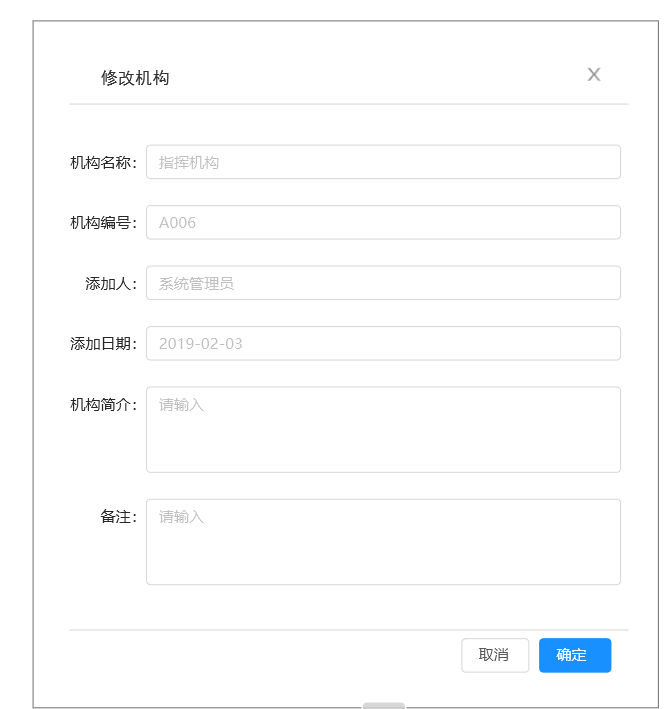 修改机构 X
机构名称: 指挥机构
机构编号: A006
添加人: 系统管理员
添加日期: 2019-02-03
机构简介: 请输入
备注: 请输入
取消 确定